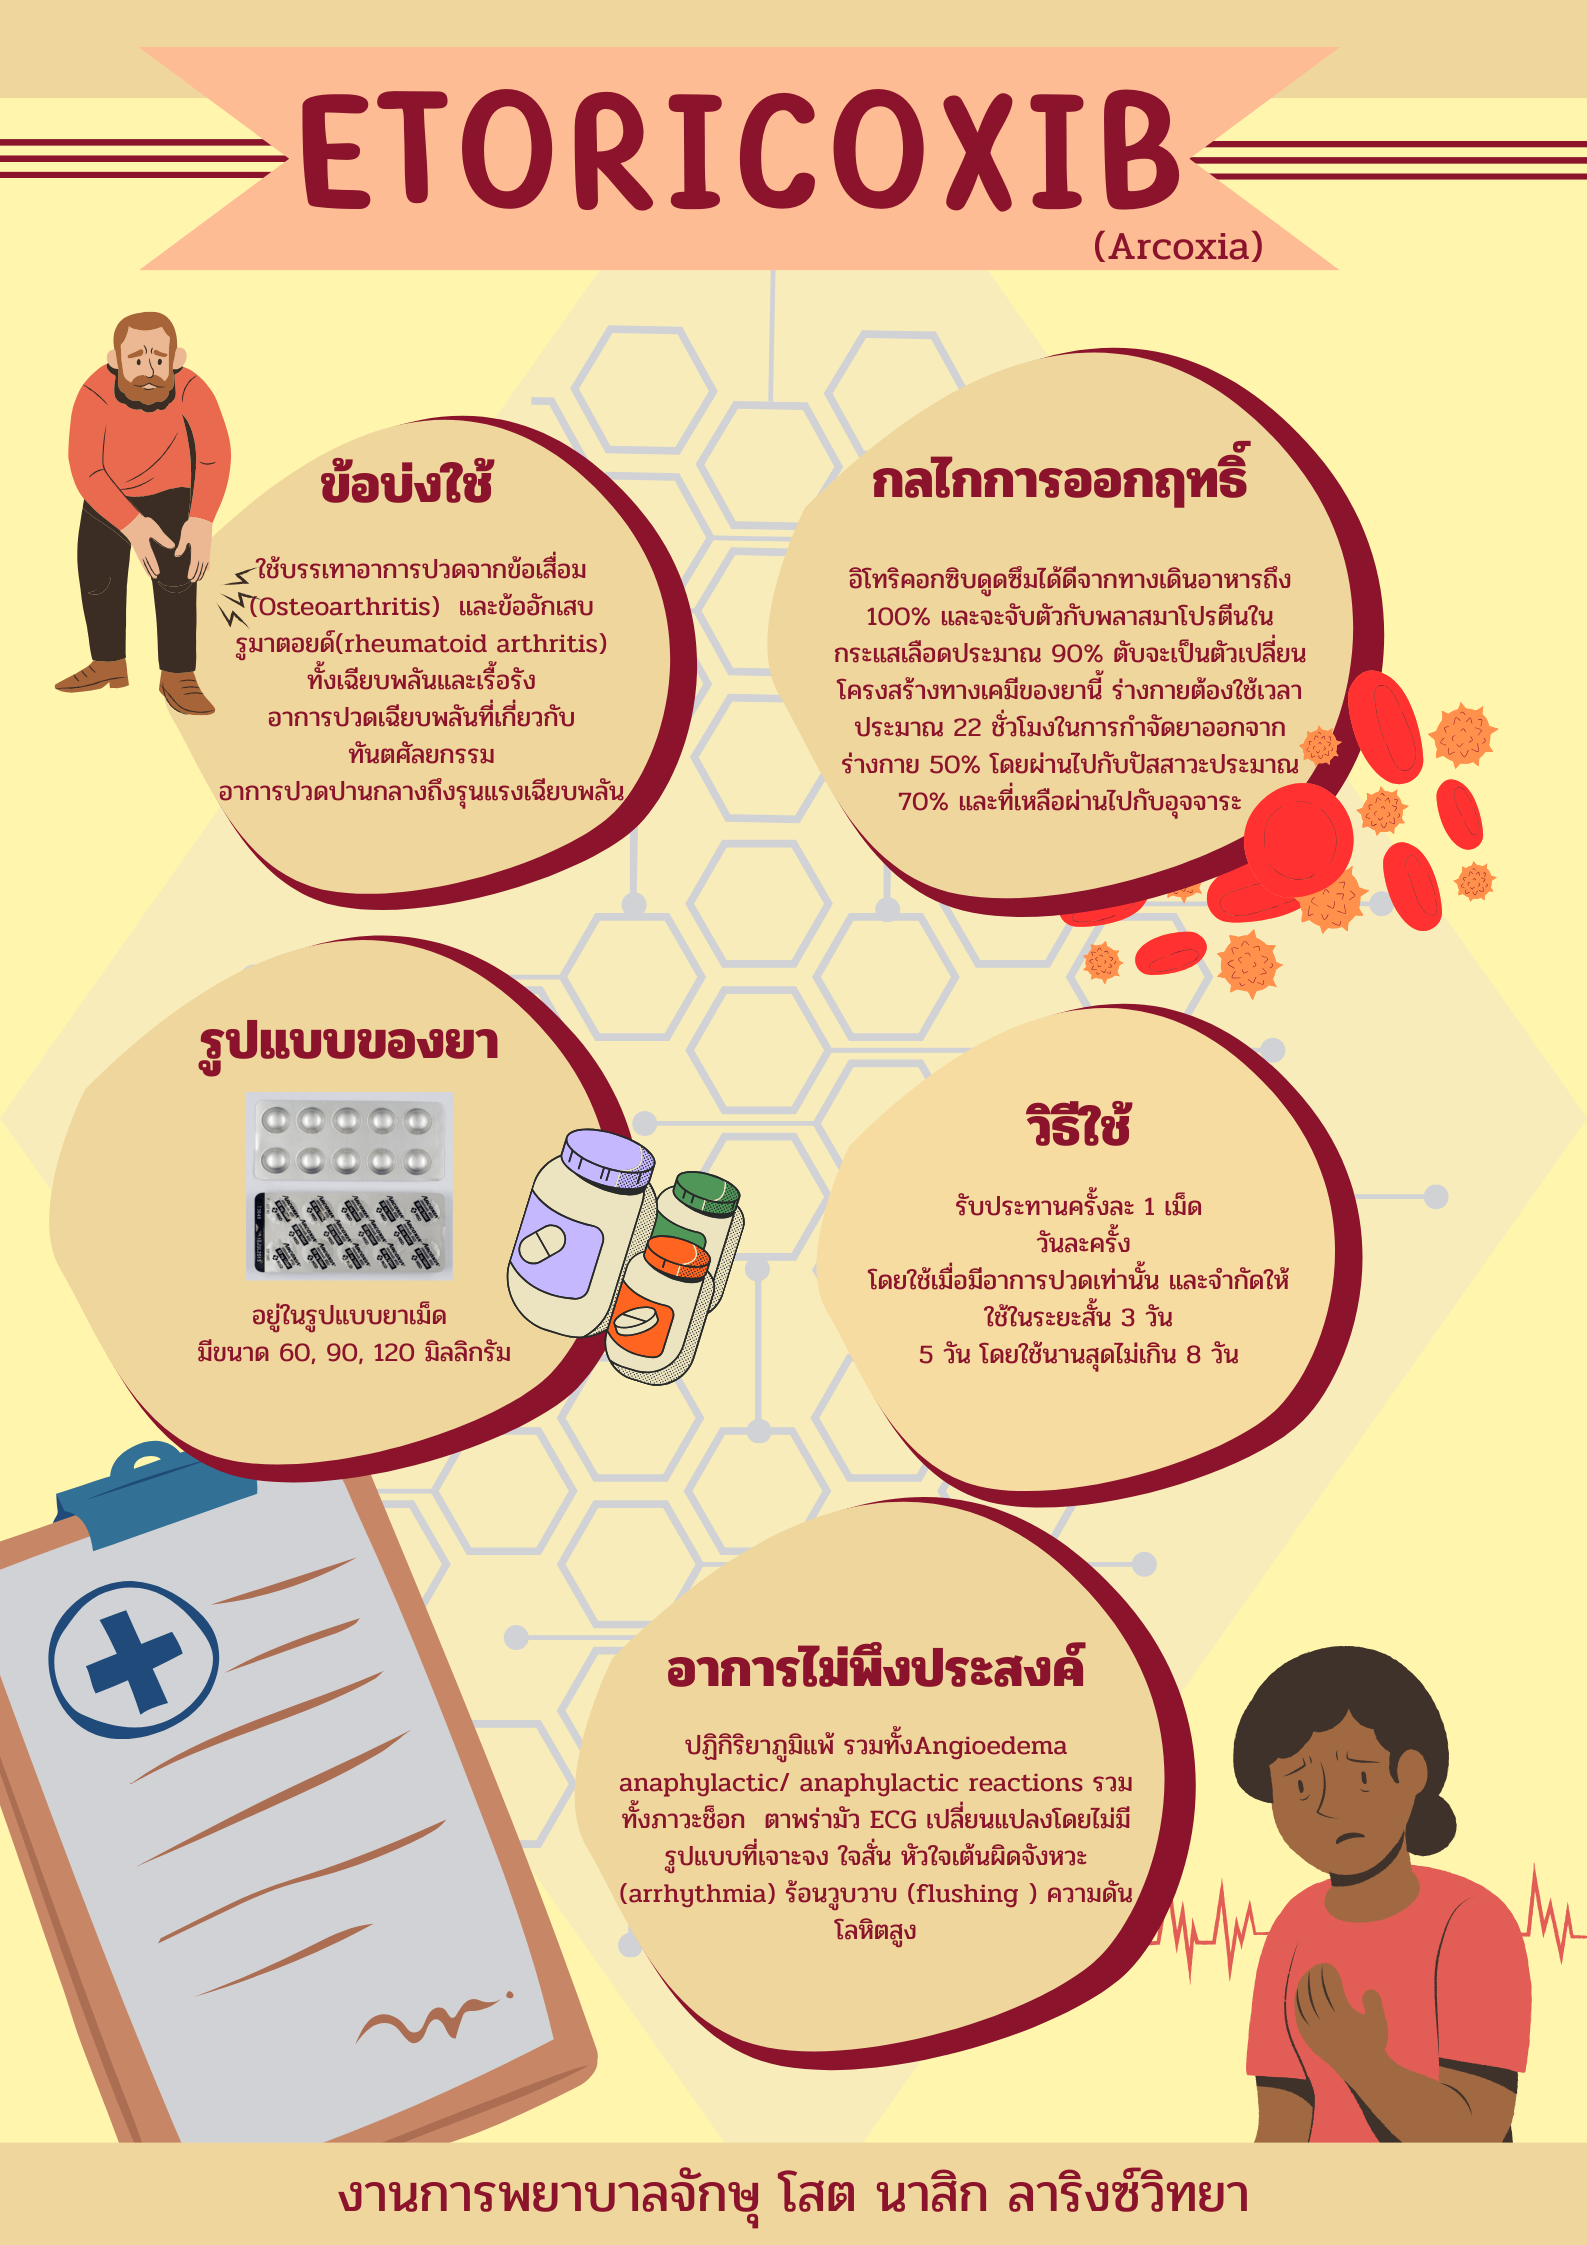 ETORICOXIB
(Arcoxia)
ข้อบ่งใช้
ใช้บรรเทาอาการปวดจากข้อเสื่อม
(Osteoarthritis) และข้ออักเสบ
รูมาตอยด์(rheumatoid arthritis)
ทั้งเฉียบพลันและเรื้อรัง
อาการปวดเฉียบพลันที่เกี่ยวกับ
ทันตศัลยกรรม
อาการปวดปานกลางถึงรุนแรงเฉียบพลัน
กลไกการออกฤทธิ์
อิโทริคอกซิบดูดซึมได้ดีจากทางเดินอาหารถึง
100% และจะจับตัวกับพลาสมาโปรตีนใน
กระแสเลือดประมาณ 90% ตับจะเป็นตัวเปลี่ยน
โครงสร้างทางเคมีของยานี้ ร่างกายต้องใช้เวลา
ประมาณ 22 ชั่วโมงในการกำจัดยาออกจาก
ร่างกาย 50% โดยผ่านไปกับปัสสาวะประมาณ
70% และที่เหลือผ่านไปกับอุจจาระ
รูปแบบของยา
อยู่ในรูปแบบยาเม็ด
มีขนาด 60, 90, 120 มิลลิกรัม
วิธีใช้
รับประทานครั้งละ 1 เม็ด
วันละครั้ง
โดยใช้เมื่อมีอาการปวดเท่านั้น และจำกัดให้
ใช้ในระยะสั้น 3 วัน
5 วัน โดยใช้นานสุดไม่เกิน 8 วัน
อาการไม่พึงประสงค์
ปฏิกิริยาภูมิแพ้ รวมทั้งAngioedema
anaphylactic/ anaphylactic reactions รวม
ทั้งภาวะช็อก ตาพร่ามัว ECG เปลี่ยนแปลงโดยไม่มี
รูปแบบที่เจาะจง ใจสั่น หัวใจเต้นผิดจังหวะ
(arrhythmia) ร้อนวูบวาบ (flushing ) ความดัน
โลหิตสูง
งานการพยาบาลจักษุ โสต นาสิก ลาริงซ์วิทยา